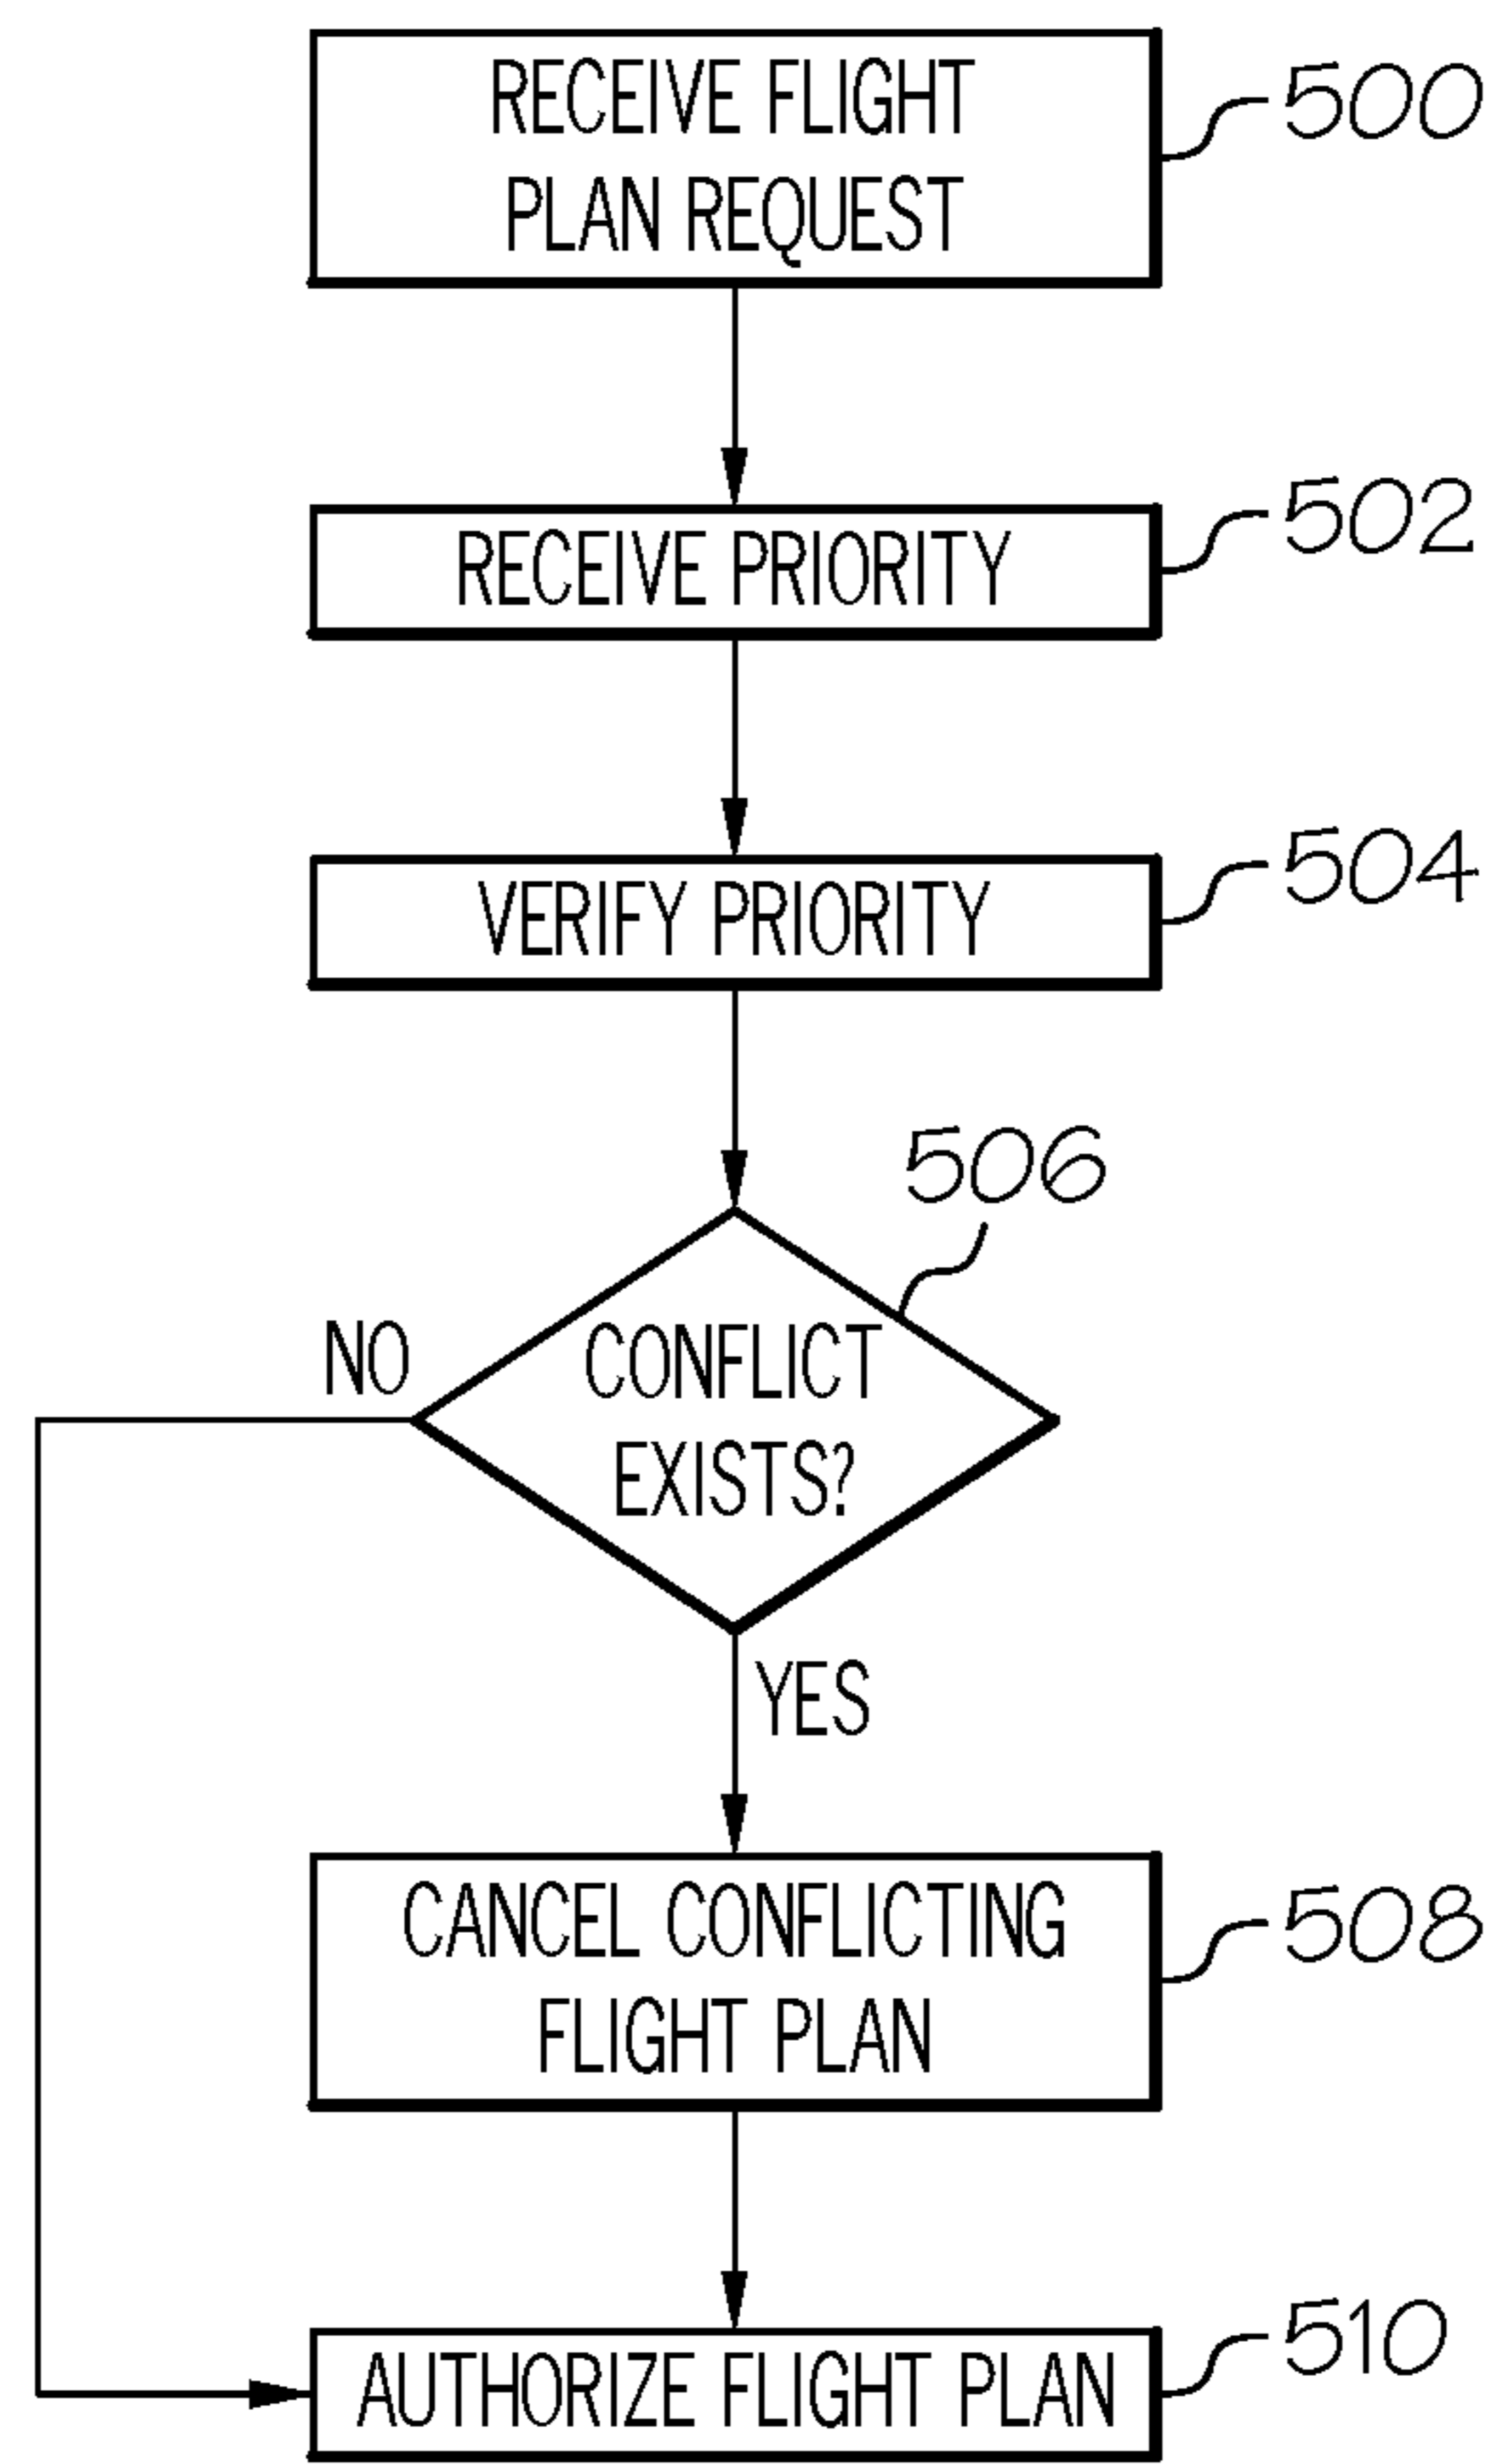 RECEIVE FLIGHT
PLAN REQUEST
500
RECEIVE PRIORITY
502
VERIFY PRIORITY
504
506
NO
CONFLICT
EXISTS?
YES
CANCEL CONFLICTING
FLIGHT PLAN
508
AUTHORIZE FLIGHT PLAN
510